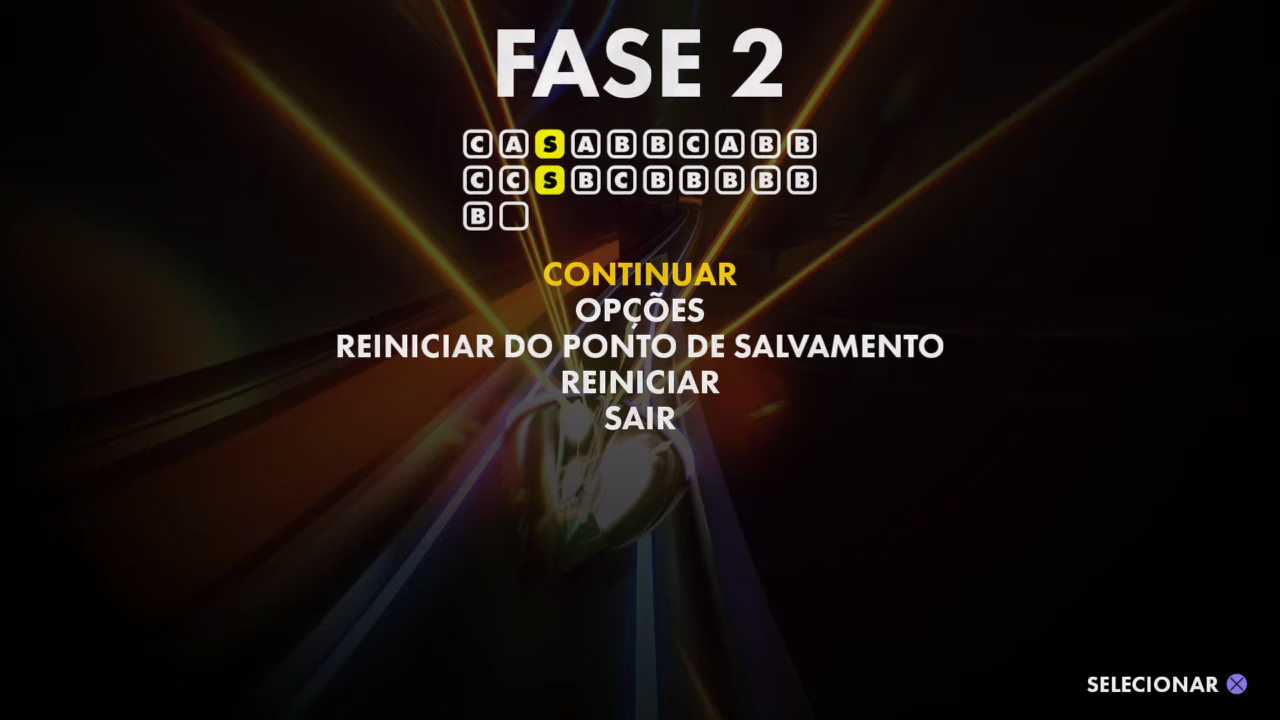 FASE 2
C A S A B B C A B B
C C S B C B B B B B
B
CONTINUAR
OPÇÕES
REINICIAR DO PONTO DE SALVAMENTO
REINICIAR
SAIR
SELECIONAR